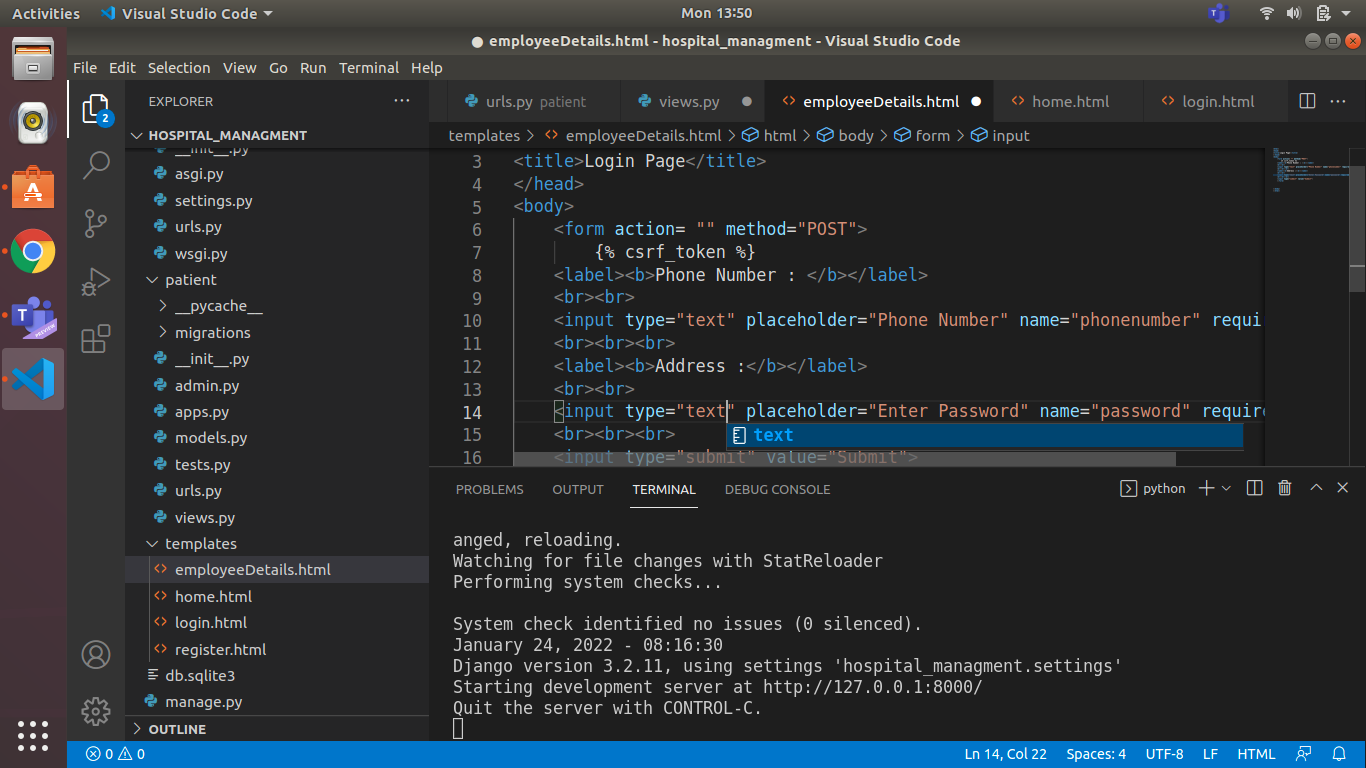 Activities Visual Studio Code Mon 13:50
● employeeDetails.html - hospital_managment - Visual Studio Code
File Edit Selection View Go Run Terminal Help
EXPLORER
HOSPITAL_MANAGMENT
__init__.py
asgi.py
settings.py
urls.py
wsgi.py
patient
__pycache__
migrations
__init__.py
admin.py
apps.py
models.py
tests.py
urls.py
views.py
templates
employeeDetails.html
home.html
login.html
register.html
db.sqlite3
manage.py
OUTLINE
2
urls.py patient views.py employeeDetails.html home.html login.html
templates > employeeDetails.html > html > body > form > input
3 <title>Login Page</title>
4 </head>
5 <body>
6 <form action= "" method="POST">
7 {% csrf_token %}
8 <label><b>Phone Number : </b></label>
9 <br><br>
10 <input type="text" placeholder="Phone Number" name="phonenumber" requi
11 <br><br><br>
12 <label><b>Address :</b></label>
13 <br><br>
14 <input type="text" placeholder="Enter Password" name="password" require
15 <br><br><br>
text
16 <input type="submit" value="Submit">
PROBLEMS OUTPUT TERMINAL DEBUG CONSOLE python
anged, reloading.
Watching for file changes with StatReloader
Performing system checks...
System check identified no issues (0 silenced).
January 24, 2022 - 08:16:30
Django version 3.2.11, using settings 'hospital_managment.settings'
Starting development server at http://127.0.0.1:8000/
Quit the server with CONTROL-C.
0 0 Ln 14, Col 22 Spaces: 4 UTF-8 LF HTML